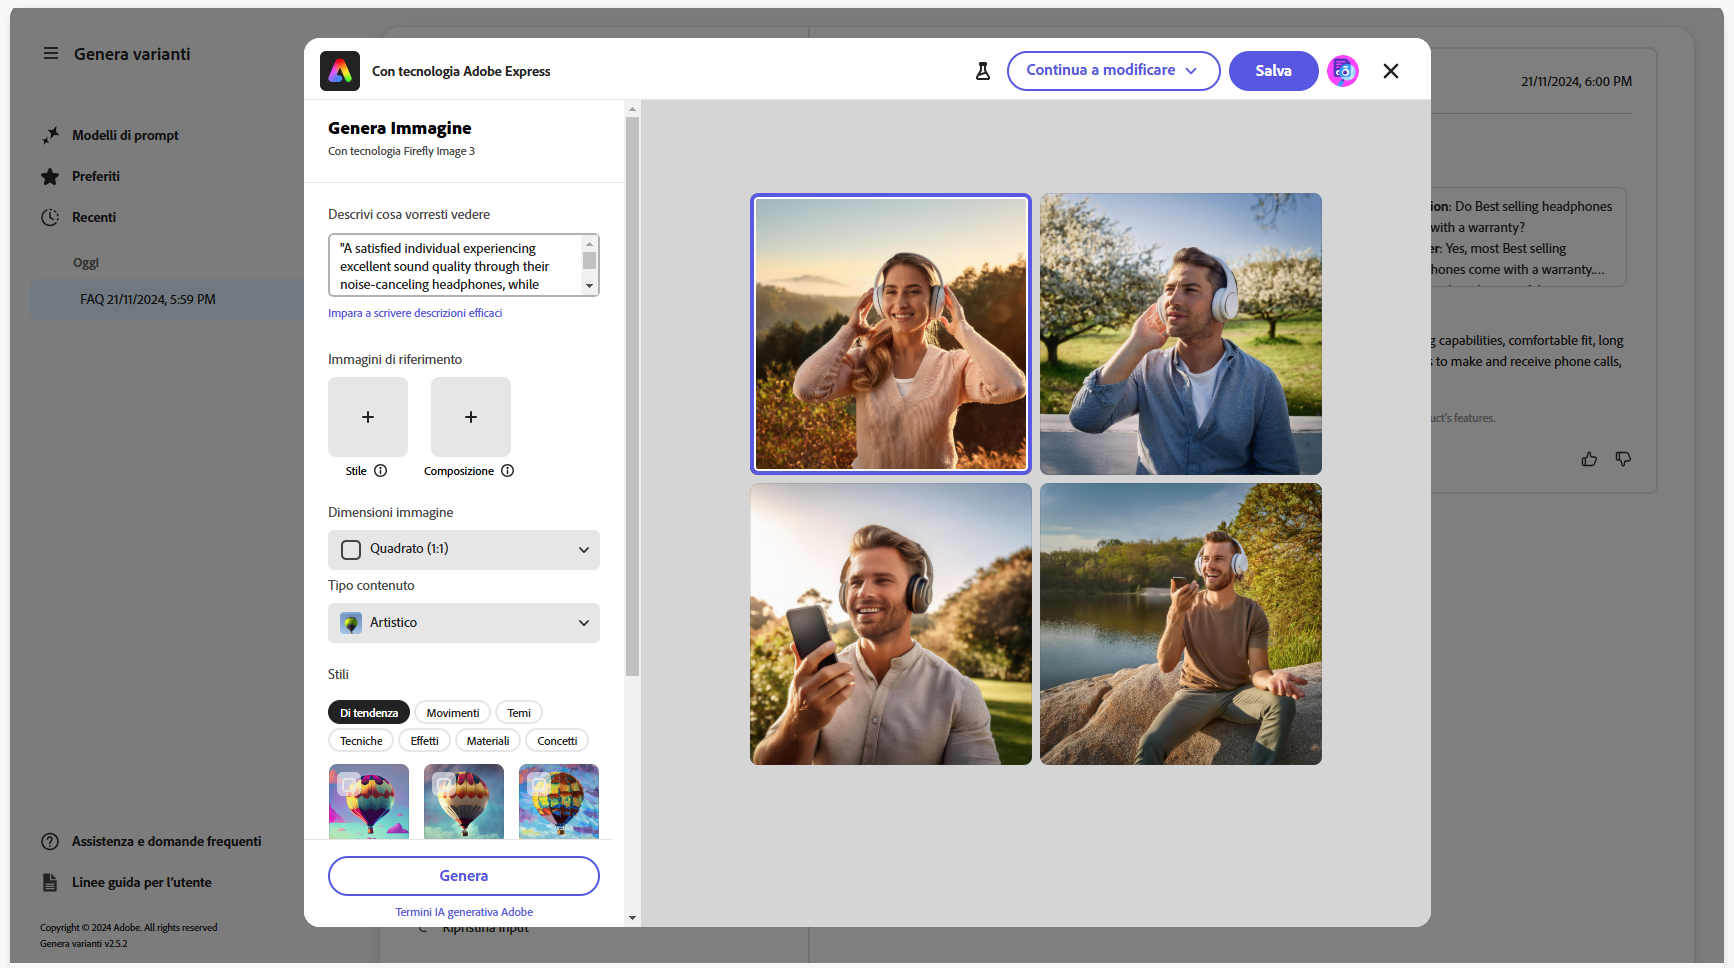 Genera varianti
Modelli di prompt
Preferiti
Recenti
Oggi
FAQ 21/11/2024, 5:59 PM
Assistenza e domande frequenti
Linee guida per l'utente
Copyright © 2024 Adobe. All rights reserved
Genera varianti v2.5.2
Con tecnologia Adobe Express
Continua a modificare
Salva
Genera Immagine
Con tecnologia Firefly Image 3
Descrivi cosa vorresti vedere
"A satisfied individual experiencing
excellent sound quality through their
noise-canceling headphones, while
Impara a scrivere descrizioni efficaci
Immagini di riferimento
Stile
Composizione
Dimensioni immagine
Quadrato (1:1)
Tipo contenuto
Artistico
Stili
Di tendenza
Movimenti
Temi
Tecniche
Effetti
Materiali
Concetti
Genera
Termini IA generativa Adobe
Ripristina input
21/11/2024, 6:00 PM
ion: Do Best selling headphones
with a warranty?
er: Yes, most Best selling
hones come with a warranty....
g capabilities, comfortable fit, long
s to make and receive phone calls,
uct's features.